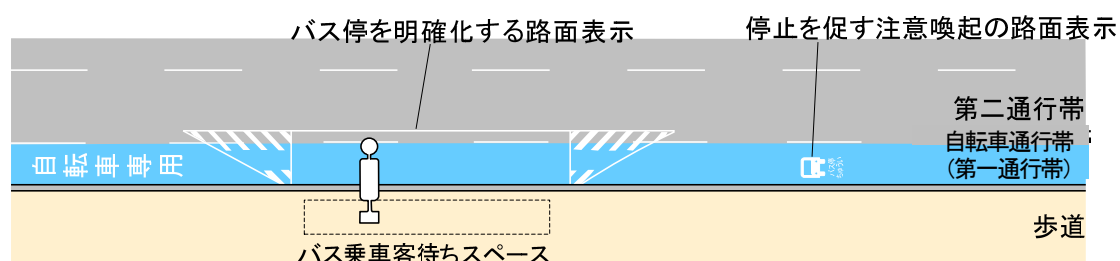 バス停を明確化する路面表示
停止を促す注意喚起の路面表示
第二通行帯
自転車通行帯
(第一通行帯)
自転車専用
歩道
バス乗車客待ちスペース